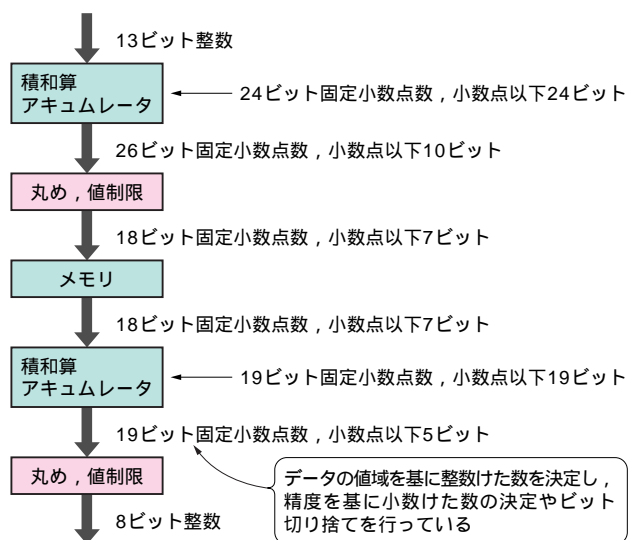 13ビット整数
積和算
アキュムレータ
24ビット固定小数点数，小数点以下24ビット
26ビット固定小数点数，小数点以下10ビット
丸め，値制限
18ビット固定小数点数，小数点以下7ビット
メモリ
18ビット固定小数点数，小数点以下7ビット
積和算
アキュムレータ
19ビット固定小数点数，小数点以下19ビット
19ビット固定小数点数，小数点以下5ビット
丸め，値制限
データの値域を基に整数けた数を決定し，
精度を基に小数けた数の決定やビット
切り捨てを行っている
8ビット整数